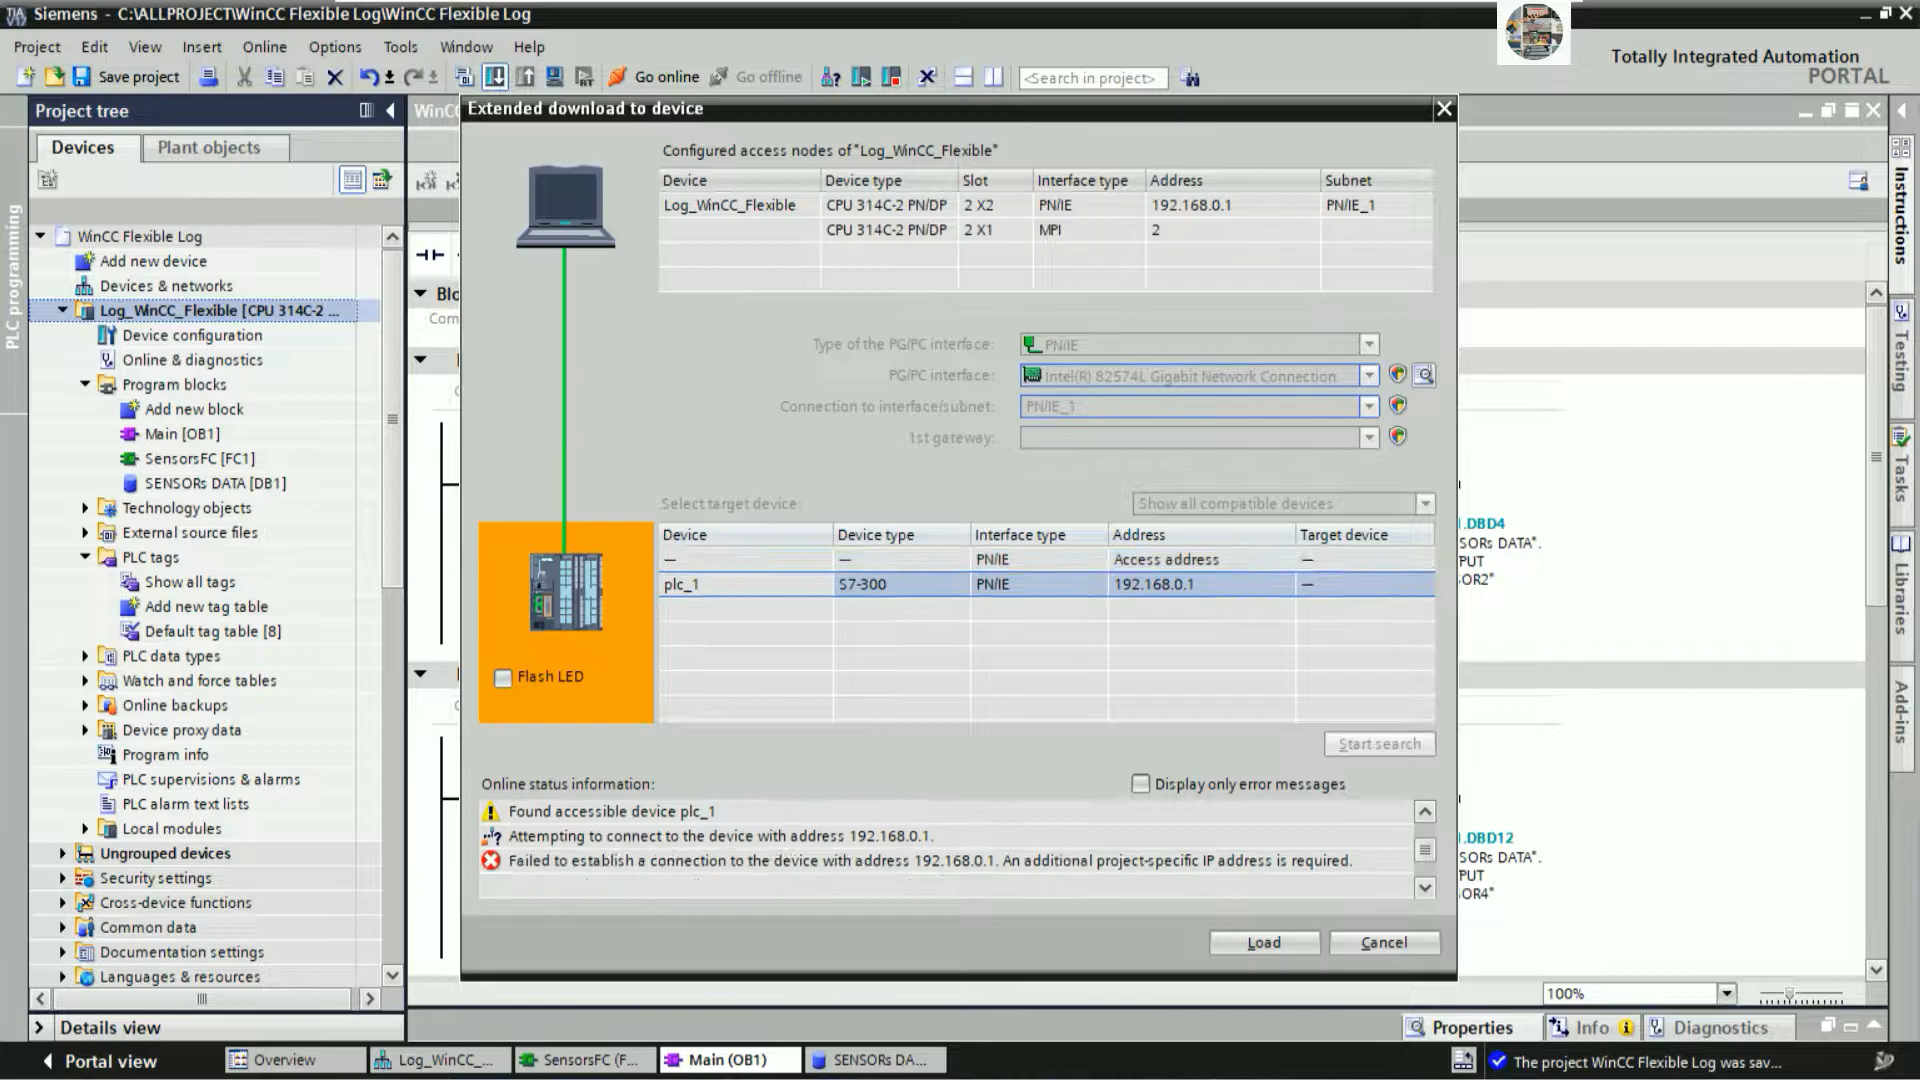 Siemens - C:\ALLPROJECT\WinCC Flexible Log\WinCC Flexible Log
Project Edit View Insert Online Options Tools Window Help
Totally Integrated Automation
PORTAL
Save project
Go online
Go offline
<Search in project>
Project tree
Devices
Plant objects
PLC programming
WinCC Flexible Log
Add new device
Devices & networks
Log_WinCC_Flexible [CPU 314C-2 ...
Device configuration
Online & diagnostics
Program blocks
Add new block
Main [OB1]
SensorsFC [FC1]
SENSORs DATA [DB1]
Technology objects
External source files
PLC tags
Show all tags
Add new tag table
Default tag table [8]
PLC data types
Watch and force tables
Online backups
Device proxy data
Program info
PLC supervisions & alarms
PLC alarm text lists
Local modules
Ungrouped devices
Security settings
Cross-device functions
Common data
Documentation settings
Languages & resources
Details view
WinC
Blo
Com
Extended download to device
Configured access nodes of "Log_WinCC_Flexible"
Device Device type Slot Interface type Address Subnet
Log_WinCC_Flexible CPU 314C-2 PN/DP 2 X2 PN/IE 192.168.0.1 PN/IE_1
CPU 314C-2 PN/DP 2 X1 MPI 2
Type of the PG/PC interface: PN/IE
PG/PC interface: Intel(R) 82574L Gigabit Network Connection
Connection to interface/subnet: PN/IE_1
1st gateway:
Select target device: Show all compatible devices
Device Device type Interface type Address Target device
— — PN/IE Access address —
plc_1 S7-300 PN/IE 192.168.0.1 —
Flash LED
Start search
Online status information:
Display only error messages
Found accessible device plc_1
Attempting to connect to the device with address 192.168.0.1.
Failed to establish a connection to the device with address 192.168.0.1. An additional project-specific IP address is required.
Load
Cancel
.DBD4
SORs DATA".
PUT
OR2"
.DBD12
SORs DATA".
PUT
OR4"
Instructions
Testing
Tasks
Libraries
Add-ins
100%
Properties
Info
Diagnostics
Portal view
Overview
Log_WinCC_...
SensorsFC (F...
Main (OB1)
SENSORs DA...
The project WinCC Flexible Log was sav...